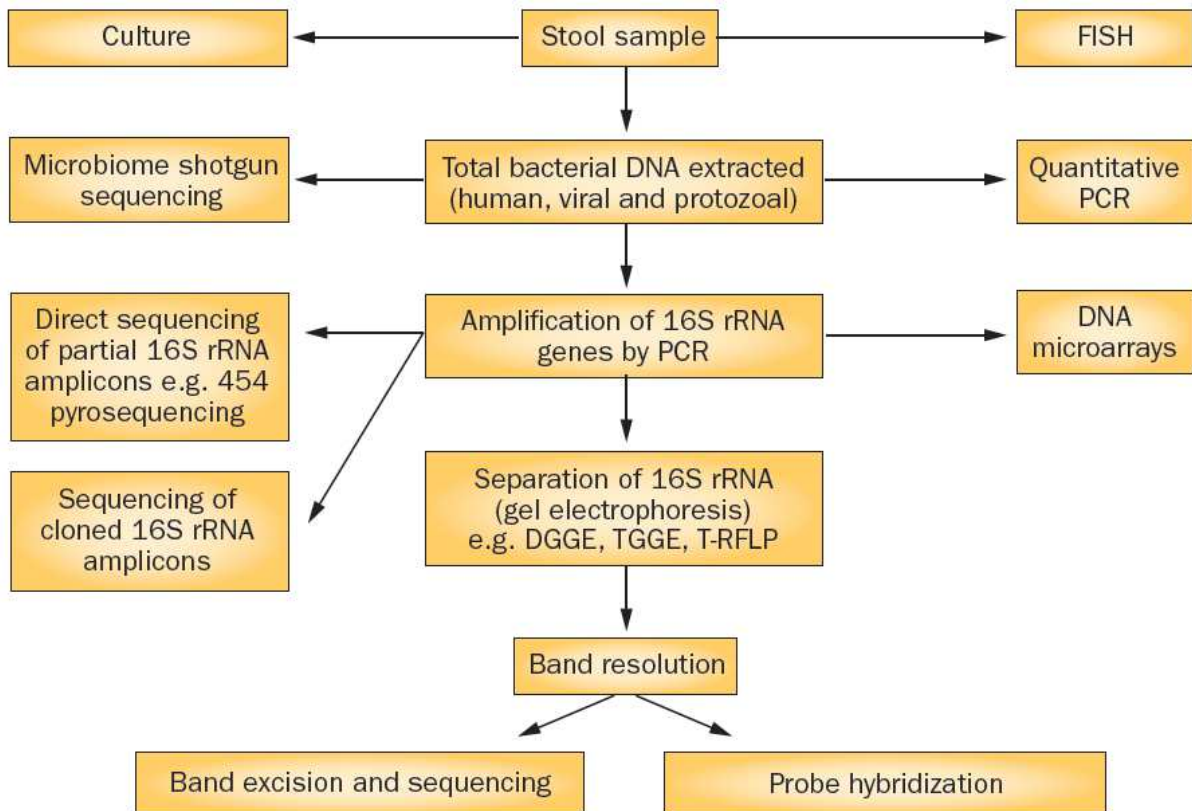 Culture
Stool sample
FISH
Microbiome shotgun
sequencing
Total bacterial DNA extracted
(human, viral and protozoal)
Quantitative
PCR
Direct sequencing
of partial 16S rRNA
amplicons e.g. 454
pyrosequencing
Amplification of 16S rRNA
genes by PCR
DNA
microarrays
Sequencing of
cloned 16S rRNA
amplicons
Separation of 16S rRNA
(gel electrophoresis)
e.g. DGGE, TGGE, T-RFLP
Band resolution
Band excision and sequencing
Probe hybridization